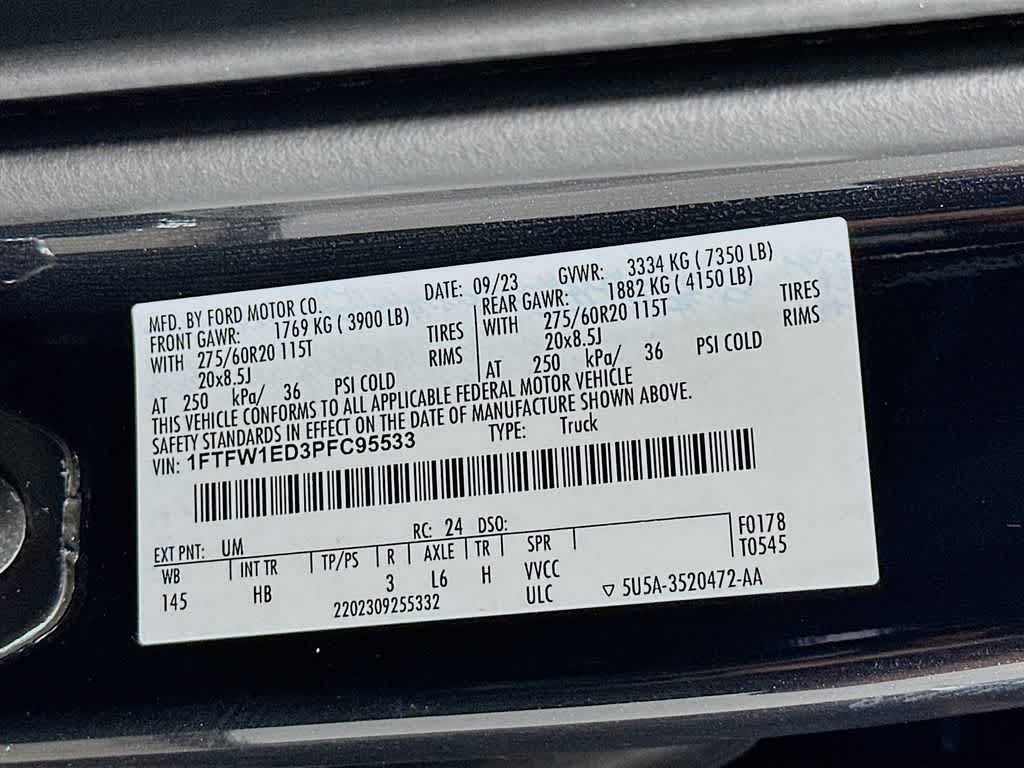 MFD. BY FORD MOTOR CO. DATE: 09/23 GVWR: 3334 KG ( 7350 LB)
FRONT GAWR: 1769 KG ( 3900 LB) REAR GAWR: 1882 KG ( 4150 LB)
WITH 275/60R20 115T TIRES WITH 275/60R20 115T TIRES
20x8.5J RIMS 20x8.5J RIMS
AT 250 kPa/ 36 PSI COLD AT 250 kPa/ 36 PSI COLD
THIS VEHICLE CONFORMS TO ALL APPLICABLE FEDERAL MOTOR VEHICLE
SAFETY STANDARDS IN EFFECT ON THE DATE OF MANUFACTURE SHOWN ABOVE.
VIN: 1FTFW1ED3PFC95533 TYPE: Truck
EXT PNT: UM RC: 24 DSO: F0178
WB INT TR TP/PS R AXLE TR SPR T0545
145 HB 3 L6 H VVCC
2202309255332 ULC ▽ 5U5A-3520472-AA